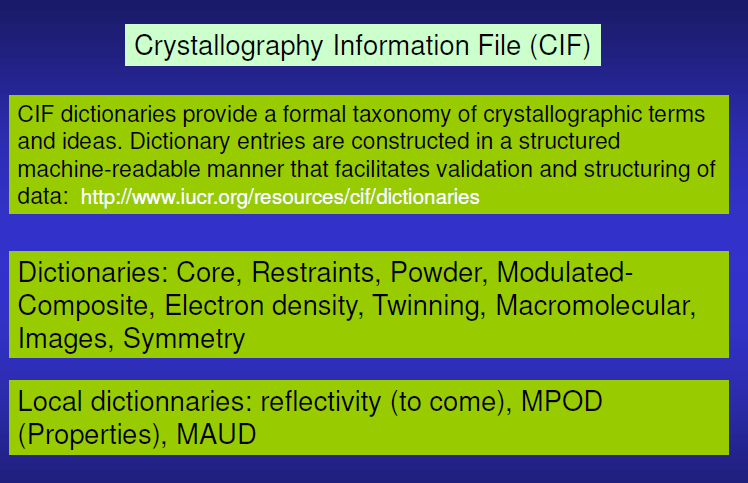 Crystallography Information File (CIF)
CIF dictionaries provide a formal taxonomy of crystallographic terms
and ideas. Dictionary entries are constructed in a structured
machine-readable manner that facilitates validation and structuring of
data: http://www.iucr.org/resources/cif/dictionaries
Dictionaries: Core, Restraints, Powder, Modulated-
Composite, Electron density, Twinning, Macromolecular,
Images, Symmetry
Local dictionnaries: reflectivity (to come), MPOD
(Properties), MAUD